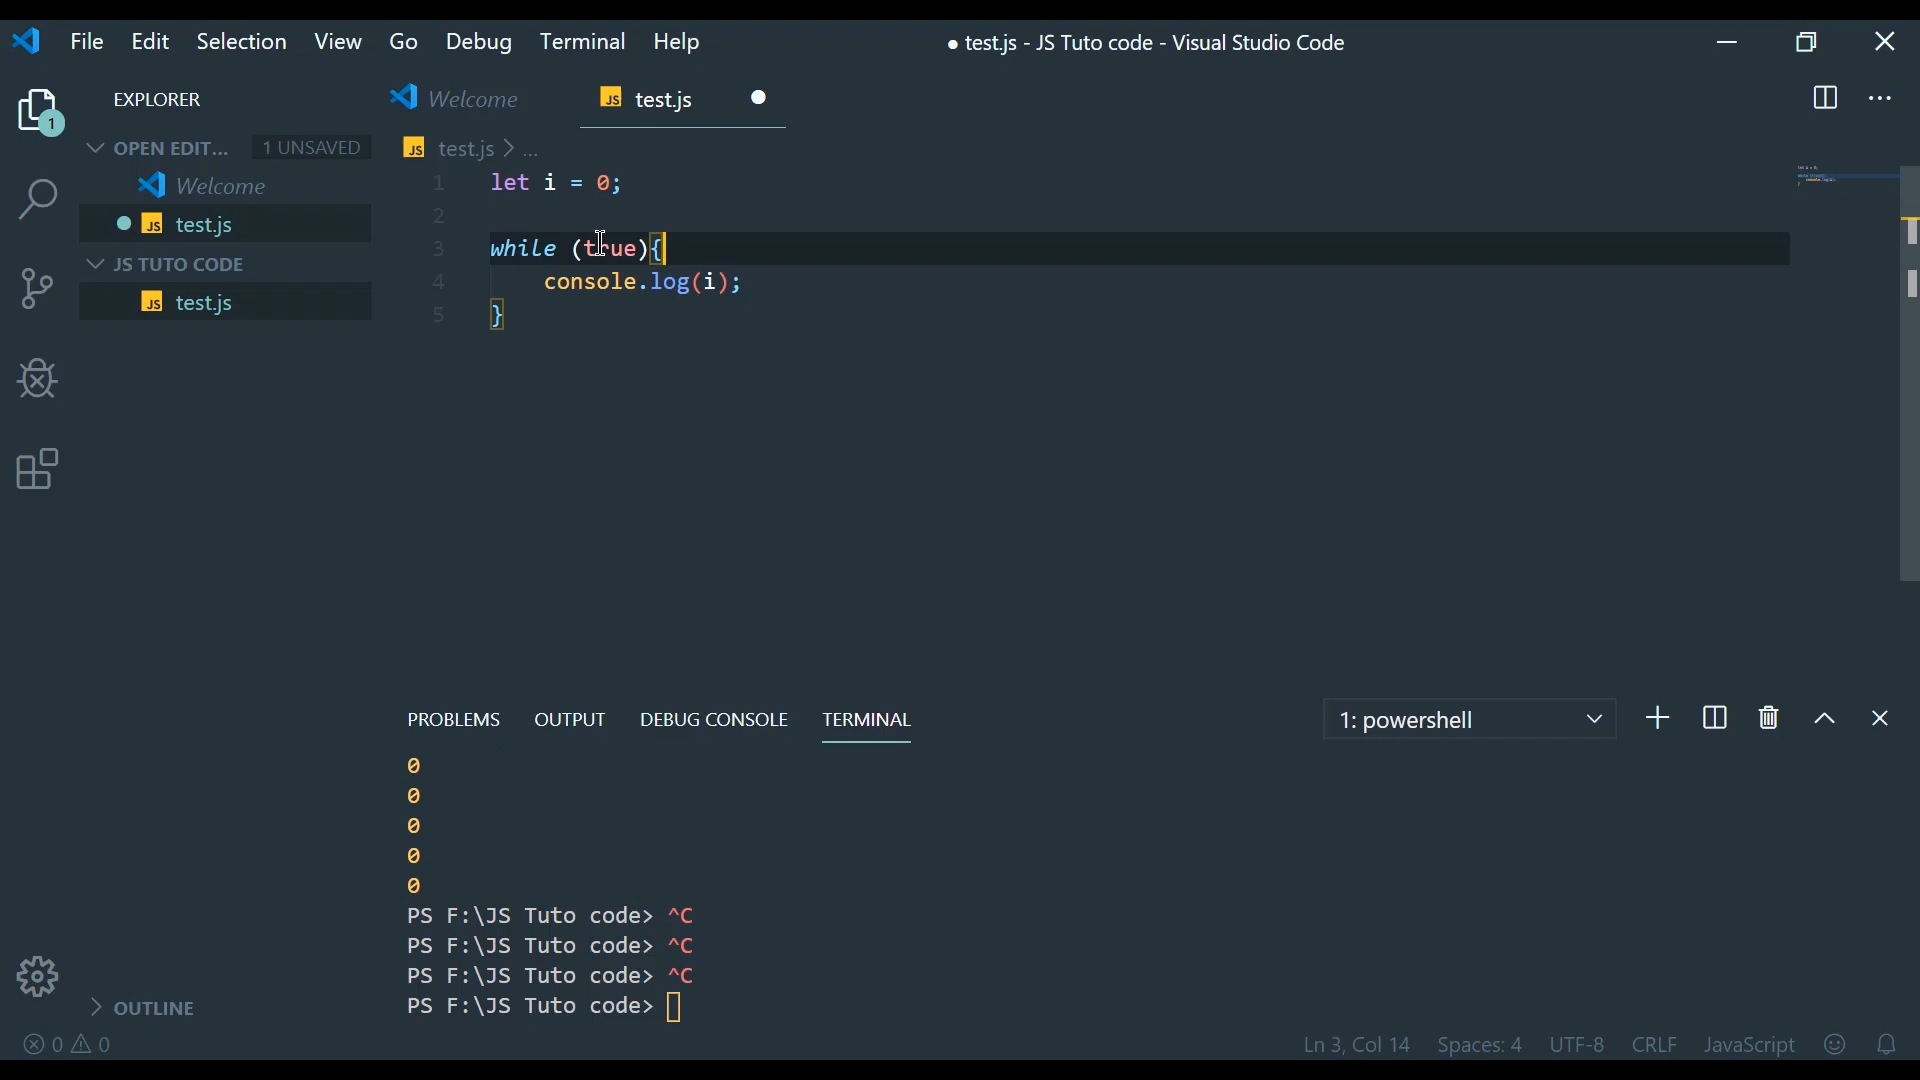 File Edit Selection View Go Debug Terminal Help
● test.js - JS Tuto code - Visual Studio Code
EXPLORER
Welcome
JS test.js
1
OPEN EDIT...
1 UNSAVED
JS test.js > ...
Welcome
JS test.js
JS TUTO CODE
JS test.js
1 let i = 0;
2
3 while (true){
4 console.log(i);
5 }
PROBLEMS OUTPUT DEBUG CONSOLE TERMINAL
1: powershell
0
0
0
0
0
PS F:\JS Tuto code> ^C
PS F:\JS Tuto code> ^C
PS F:\JS Tuto code> ^C
PS F:\JS Tuto code>
OUTLINE
0 0
Ln 3, Col 14 Spaces: 4 UTF-8 CRLF JavaScript